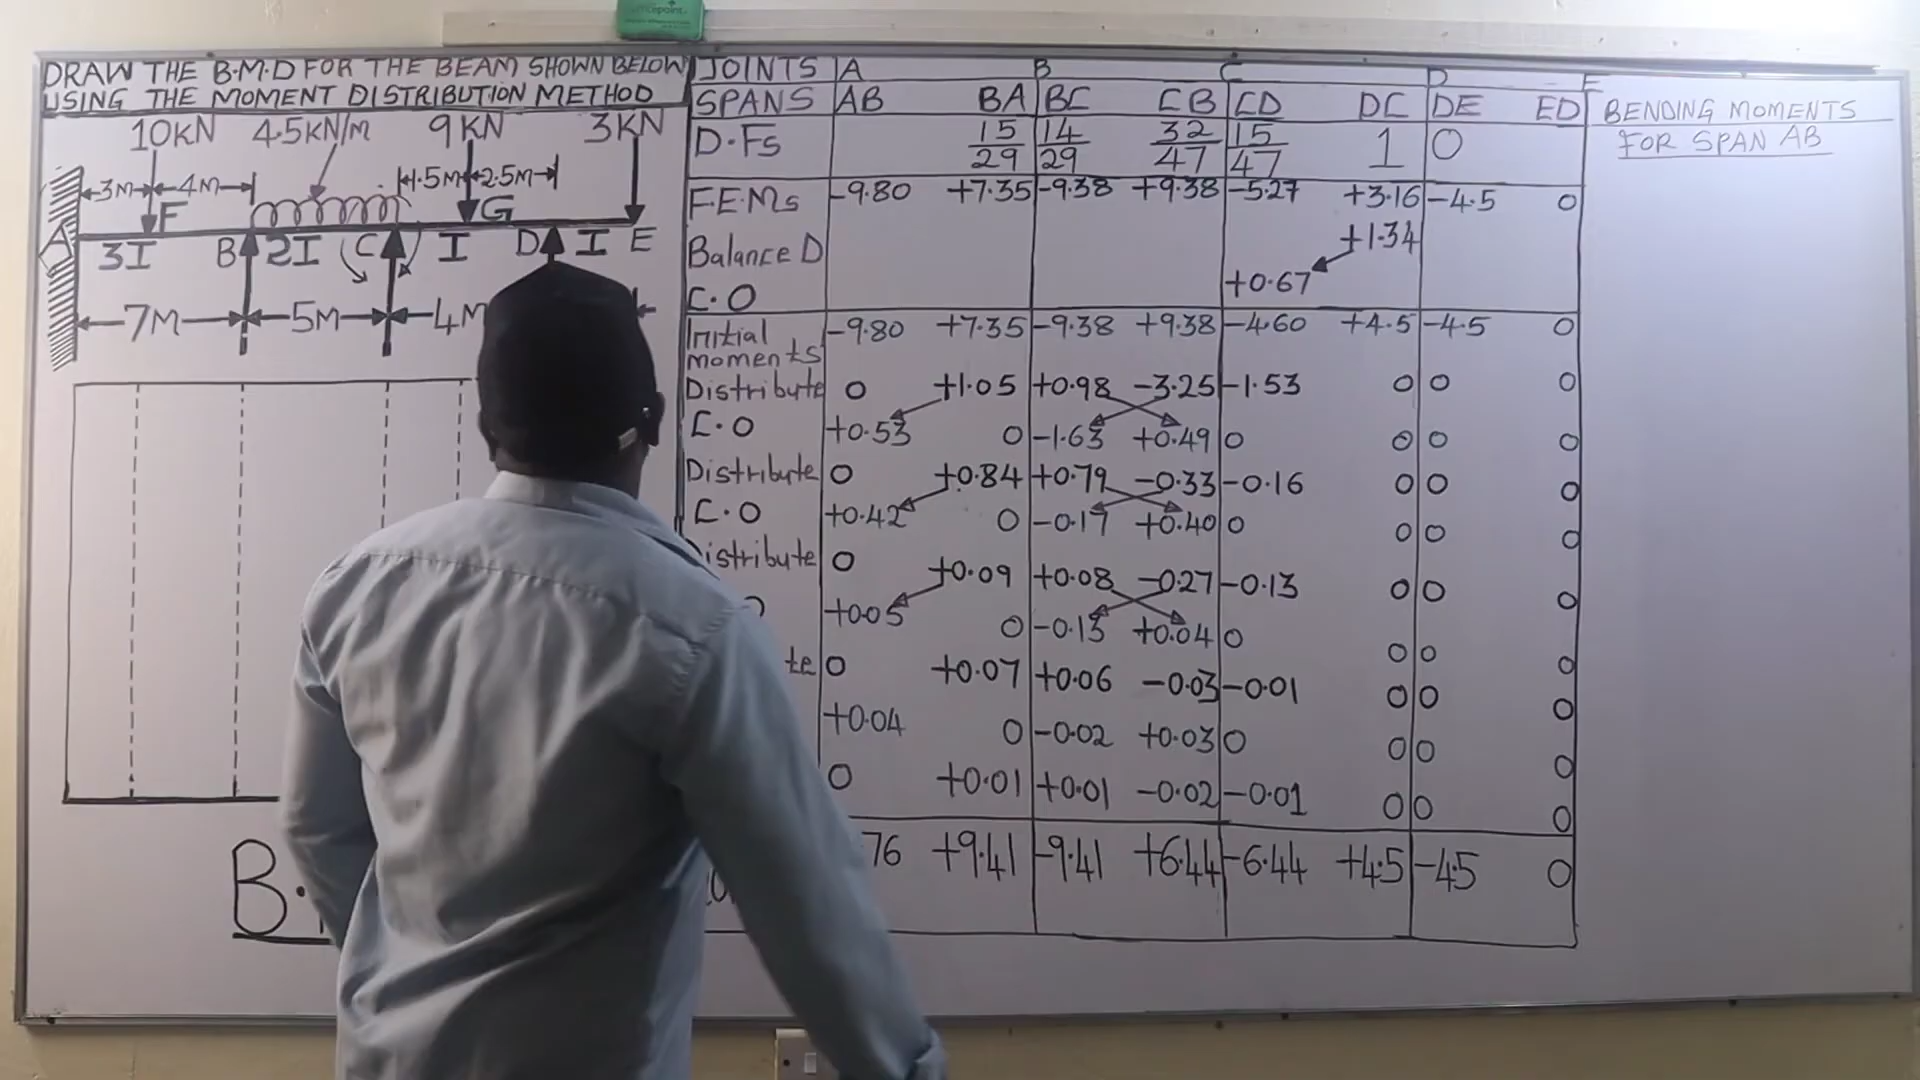 DRAW THE B.M.D FOR THE BEAM SHOWN BELOW
USING THE MOMENT DISTRIBUTION METHOD
10KN 4.5KN/M 9KN 3KN
3M 4M 1.5M 2.5M
F G
A B C D E
3I 2I I I
7M 5M 4M
B.
JOINTS A B C D E
SPANS AB BA BC CB CD DC DE ED
D.Fs 15/29 14/29 32/47 15/47 1 0
F.E.Ms -9.80 +7.35 -9.38 +9.38 -5.27 +3.16 -4.5 0
Balance D +1.34
C.O +0.67
Initial moments -9.80 +7.35 -9.38 +9.38 -4.60 +4.5 -4.5 0
Distribute 0 +1.05 +0.98 -3.25 -1.53 0 0 0
C.O +0.53 0 -1.63 +0.49 0 0 0 0
Distribute 0 +0.84 +0.79 -0.33 -0.16 0 0 0
C.O +0.42 0 -0.17 +0.40 0 0 0 0
istribute 0 +0.09 +0.08 -0.27 -0.13 0 0 0
O +0.05 0 -0.13 +0.04 0 0 0 0
te 0 +0.07 +0.06 -0.03 -0.01 0 0 0
+0.04 0 -0.02 +0.03 0 0 0 0
0 +0.01 +0.01 -0.02 -0.01 0 0 0
.76 +9.41 -9.41 +6.44 -6.44 +4.5 -4.5 0
BENDING MOMENTS
FOR SPAN AB